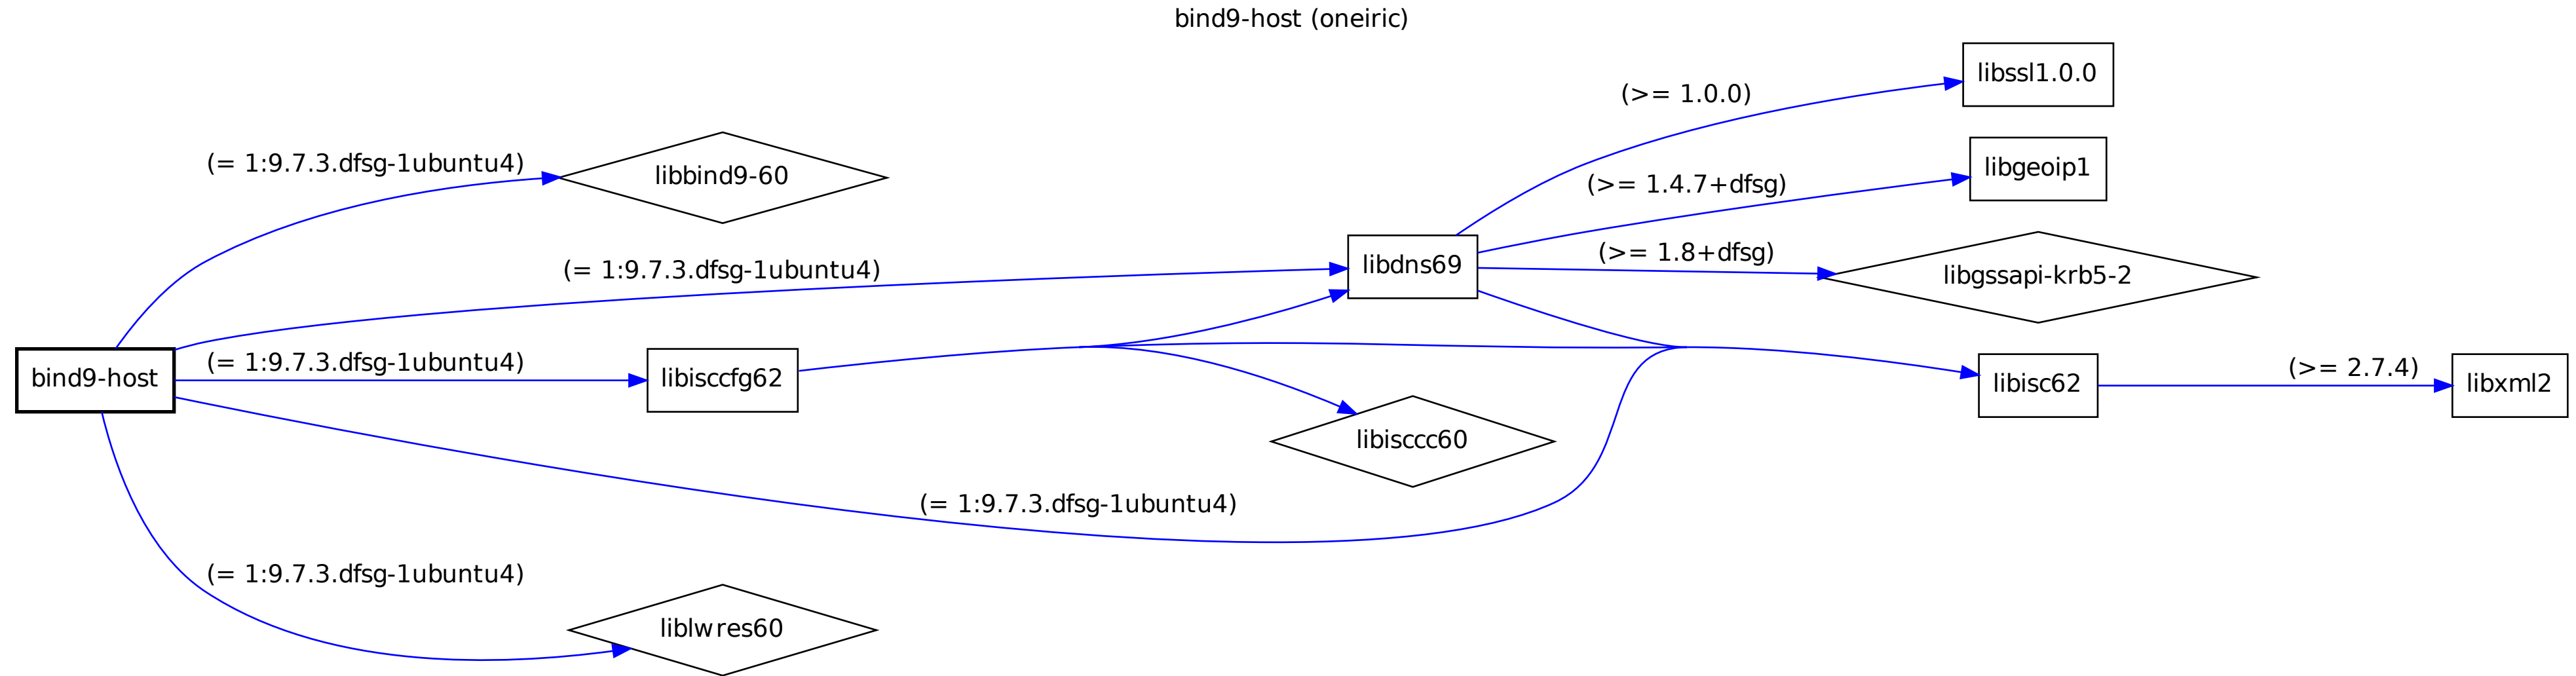 bind9-host (oneiric)
libssl1.0.0
(>= 1.0.0)
(= 1:9.7.3.dfsg-1ubuntu4)
libbind9-60
(>= 1.4.7+dfsg)
libgeoip1
(= 1:9.7.3.dfsg-1ubuntu4)
libdns69
(>= 1.8+dfsg)
libgssapi-krb5-2
bind9-host
(= 1:9.7.3.dfsg-1ubuntu4)
libisccfg62
libisc62
(>= 2.7.4)
libxml2
libisccc60
(= 1:9.7.3.dfsg-1ubuntu4)
(= 1:9.7.3.dfsg-1ubuntu4)
liblwres60